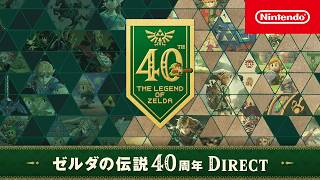 Nintendo
40TH
THE LEGEND
OF
ZELDA
ゼルダの伝説 40周年 DIRECT